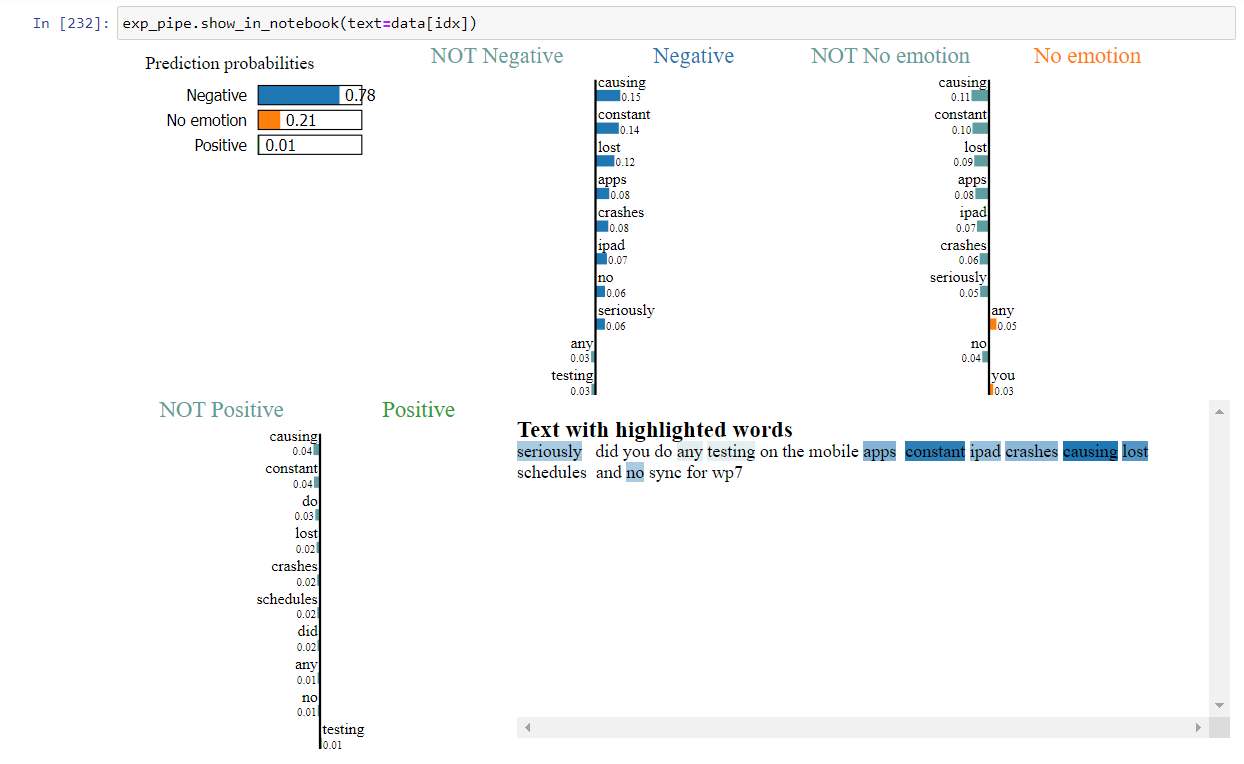 In [232]: exp_pipe.show_in_notebook(text=data[idx])
Prediction probabilities
Negative 0.78
No emotion 0.21
Positive 0.01
NOT Negative Negative
causing
0.15
constant
0.14
lost
0.12
apps
0.08
crashes
0.08
ipad
0.07
no
0.06
seriously
0.06
any
0.03
testing
0.03
NOT No emotion No emotion
causing
0.11
constant
0.10
lost
0.09
apps
0.08
ipad
0.07
crashes
0.06
seriously
0.05
any
0.05
no
0.04
you
0.03
NOT Positive Positive
causing
0.04
constant
0.04
do
0.03
lost
0.02
crashes
0.02
schedules
0.02
did
0.02
any
0.01
no
0.01
testing
0.01
Text with highlighted words
seriously did you do any testing on the mobile apps constant ipad crashes causing lost
schedules and no sync for wp7